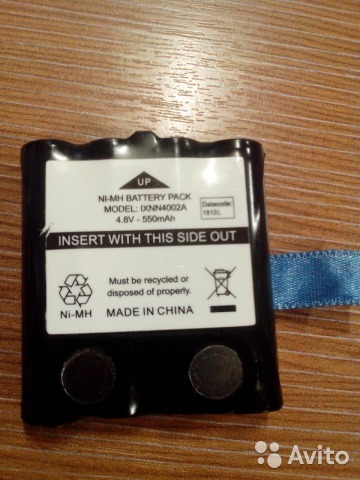 UP
NI-MH BATTERY PACK
MODEL: IXNN4002A
4.8V - 550mAh
Datecode:
1810L
INSERT WITH THIS SIDE OUT
Must be recycled or
disposed of properly.
Ni-MH
MADE IN CHINA
Avito